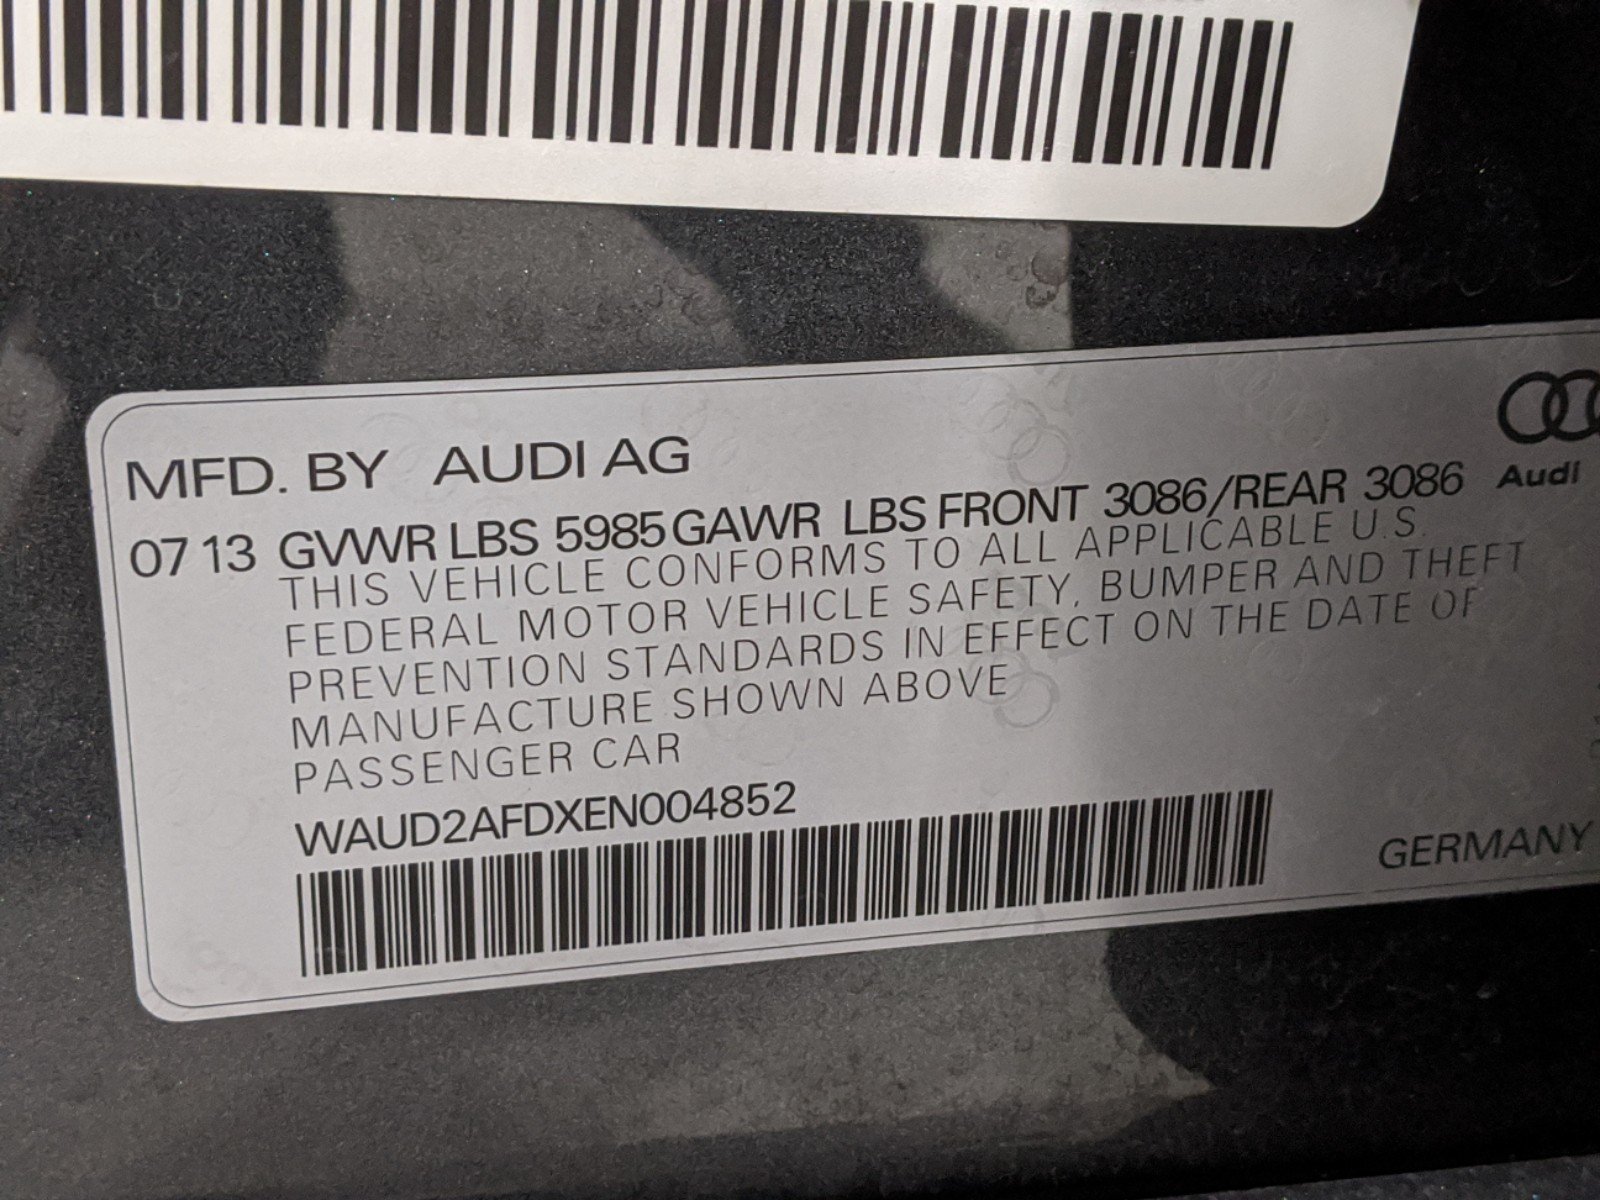 MFD. BY AUDI AG
Audi
07 13 GVWR LBS 5985 GAWR LBS FRONT 3086/REAR 3086
THIS VEHICLE CONFORMS TO ALL APPLICABLE U.S.
FEDERAL MOTOR VEHICLE SAFETY, BUMPER AND THEFT
PREVENTION STANDARDS IN EFFECT ON THE DATE OF
MANUFACTURE SHOWN ABOVE
PASSENGER CAR
WAUD2AFDXEN004852
GERMANY